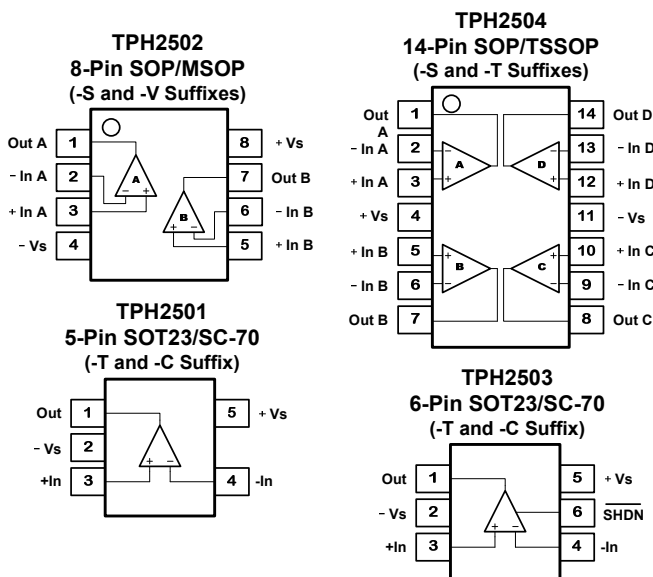 TPH2502
8-Pin SOP/MSOP
(-S and -V Suffixes)
Out A 1 8 + Vs
− In A 2 A − + 7 Out B
+ In A 3 B 6 − In B
− Vs 4 + − 5 + In B
TPH2504
14-Pin SOP/TSSOP
(-S and -T Suffixes)
Out A 1 14 Out D
− In A 2 − − 13 − In D
A D
+ In A 3 + + 12 + In D
+ Vs 4 11 − Vs
+ In B 5 + + 10 + In C
B C
− In B 6 − − 9 − In C
Out B 7 8 Out C
TPH2501
5-Pin SOT23/SC-70
(-T and -C Suffix)
Out 1 5 + Vs
− Vs 2
+In 3 + − 4 -In
TPH2503
6-Pin SOT23/SC-70
(-T and -C Suffix)
Out 1 5 + Vs
− Vs 2 6 SHDN
+In 3 + − 4 -In